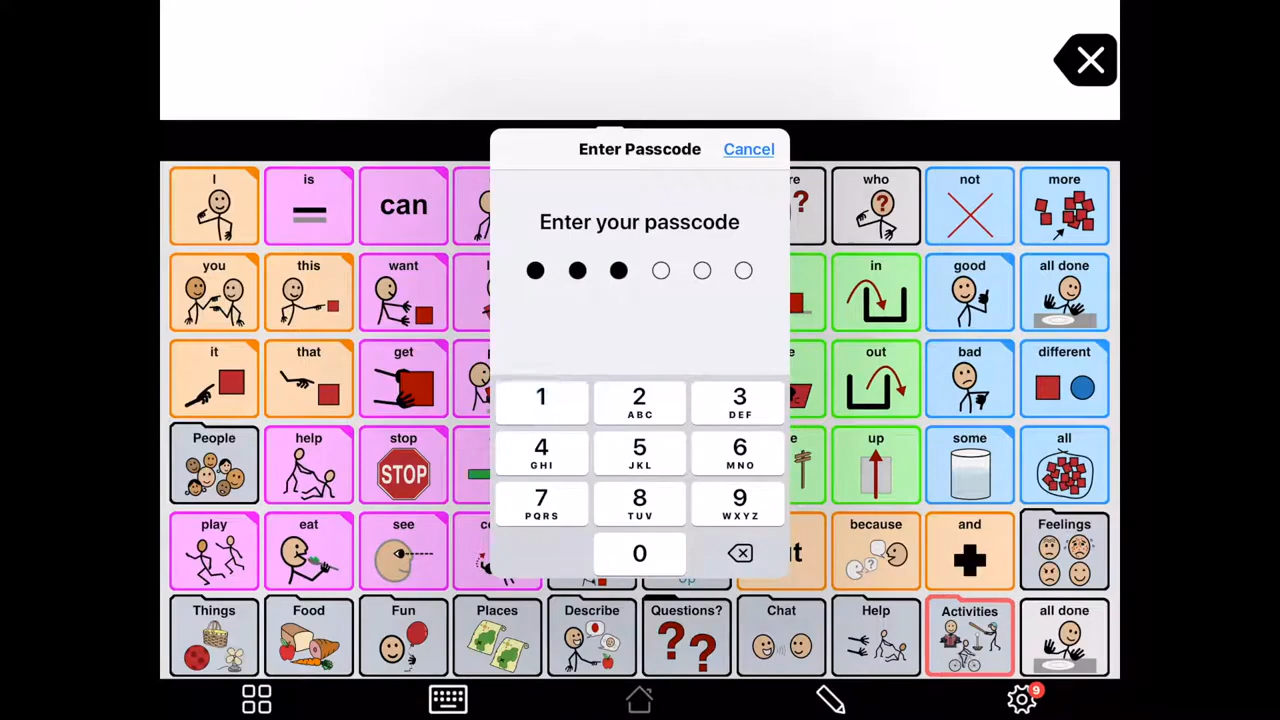 Enter Passcode Cancel
Enter your passcode
1 2 3
ABC DEF
4 5 6
GHI JKL MNO
7 8 9
PQRS TUV WXYZ
0
I is can who not more
you this want in good all done
it that get out bad different
People help stop up some all
STOP
play eat see because and Feelings
Things Food Fun Places Describe Questions? Chat Help Activities all done
9